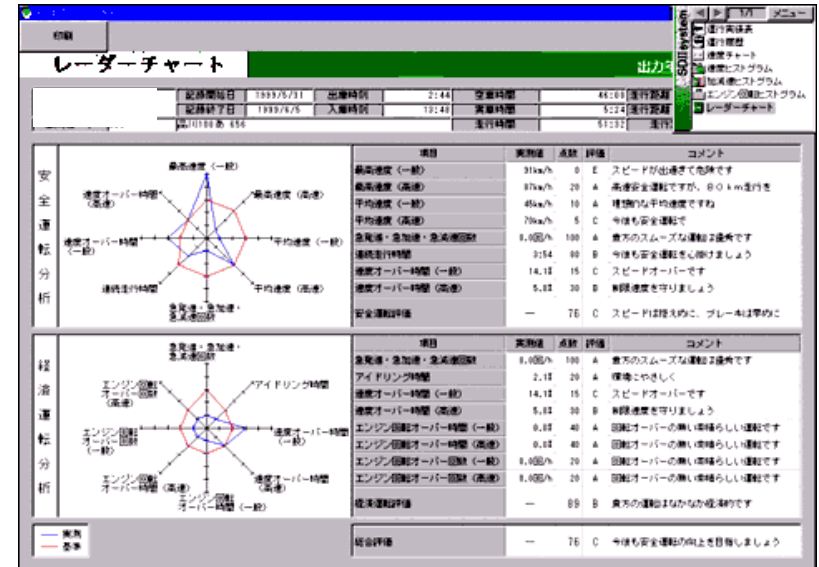 SDⅡsystem
1/1 メニュー
運行実績表
運行履歴
速度チャート
速度ヒストグラム
加減速ヒストグラム
エンジン回転ヒストグラム
レーダーチャート
印刷
レーダーチャート
記録開始日 1999/5/31 出庫時刻 2:44 空車時間 46:08 走行距離
記録終了日 1999/6/5 入庫時刻 13:40 実車時間 5:24 走行距離
656
走行時間 51:32
安全運転分析
最高速度 (一般)
最高速度 (高速)
平均速度 (一般)
平均速度 (高速)
急発進・急加速・急減速回数
連続走行時間
速度オーバー時間 (一般)
速度オーバー時間 (高速)
項目 実測値 点数 評価 コメント
最高速度 (一般) 91km/h 0 E スピードが出過ぎて危険です
最高速度 (高速) 87km/h 20 A 高速安全運転ですが、80km走行を
平均速度 (一般) 45km/h 10 A 理想的な平均速度ですね
平均速度 (高速) 70km/h 5 C 今後も安全運転で
急発進・急加速・急減速回数 0.0回/h 100 A 貴方のスムーズな運転は優秀です
連続走行時間 3:54 80 B 今後も安全運転を心掛けましょう
速度オーバー時間 (一般) 14.1% 15 C スピードオーバーです
速度オーバー時間 (高速) 5.8% 30 B 制限速度を守りましょう
安全運転評価 — 76 C スピードは控えめに、ブレーキは早めに
経済運転分析
急発進・急加速・急減速回数
アイドリング時間
速度オーバー時間 (一般)
速度オーバー時間 (高速)
エンジン回転オーバー時間 (一般)
エンジン回転オーバー時間 (高速)
エンジン回転オーバー回数 (一般)
エンジン回転オーバー回数 (高速)
項目 実測値 点数 評価 コメント
急発進・急加速・急減速回数 0.0回/h 100 A 貴方のスムーズな運転は優秀です
アイドリング時間 2.1% 20 A 環境にやさしく
速度オーバー時間 (一般) 14.1% 15 C スピードオーバーです
速度オーバー時間 (高速) 5.8% 30 B 制限速度を守りましょう
エンジン回転オーバー時間 (一般) 0.0% 40 A 回転オーバーの無い素晴らしい運転です
エンジン回転オーバー時間 (高速) 0.0% 40 A 回転オーバーの無い素晴らしい運転です
エンジン回転オーバー回数 (一般) 0.0回/h 20 A 回転オーバーの無い素晴らしい運転です
エンジン回転オーバー回数 (高速) 0.0回/h 20 A 回転オーバーの無い素晴らしい運転です
経済運転評価 — 89 B 貴方の運転はなかなか経済的です
実測
基準
総合評価 — 76 C 今後も安全運転の向上を目指しましょう